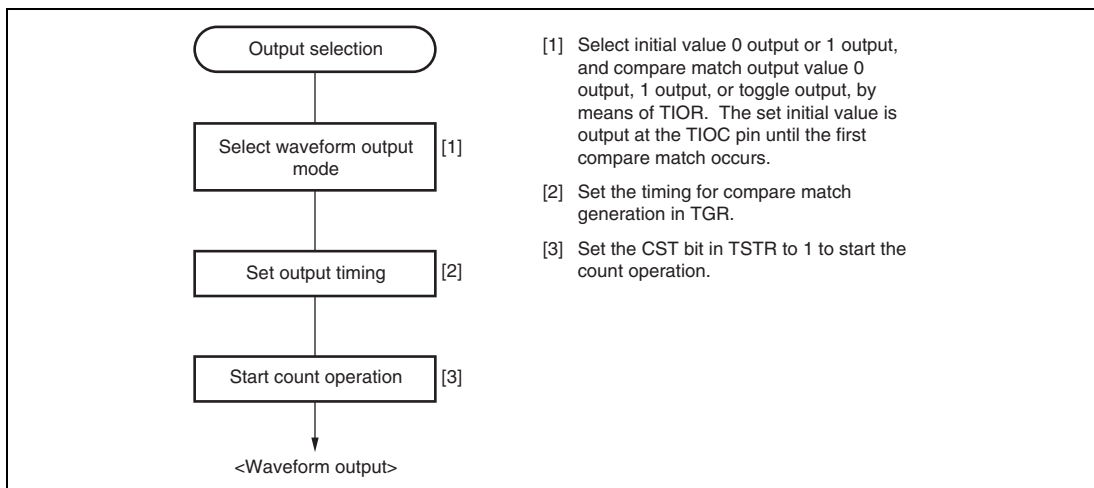 Output selection
Select waveform output
mode
[1]
Set output timing
[2]
Start count operation
[3]
<Waveform output>
[1] Select initial value 0 output or 1 output,
and compare match output value 0
output, 1 output, or toggle output, by
means of TIOR. The set initial value is
output at the TIOC pin until the first
compare match occurs.
[2] Set the timing for compare match
generation in TGR.
[3] Set the CST bit in TSTR to 1 to start the
count operation.